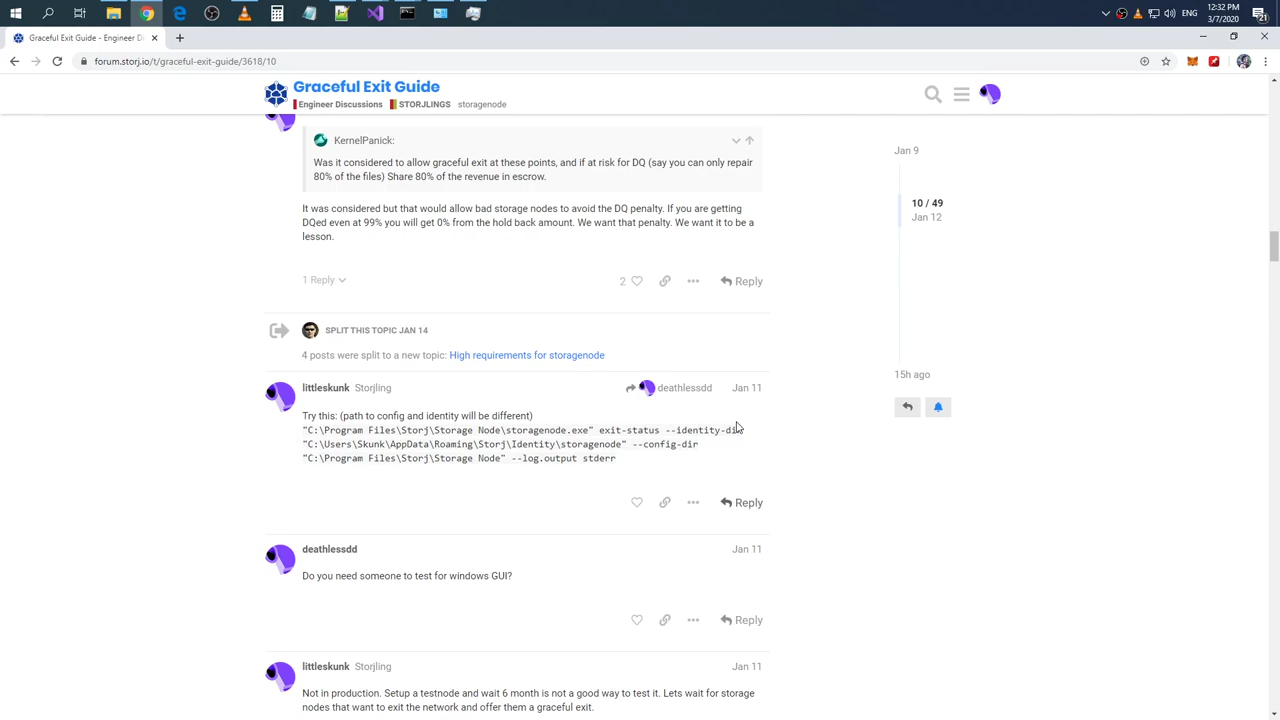 12:32 PM
ENG
3/7/2020
21
Graceful Exit Guide - Engineer Di
forum.storj.io/t/graceful-exit-guide/3618/10
Graceful Exit Guide
Engineer Discussions STORJLINGS storagenode
KernelPanick:
Was it considered to allow graceful exit at these points, and if at risk for DQ (say you can only repair
80% of the files) Share 80% of the revenue in escrow.
It was considered but that would allow bad storage nodes to avoid the DQ penalty. If you are getting
DQed even at 99% you will get 0% from the hold back amount. We want that penalty. We want it to be a
lesson.
1 Reply
2
Reply
SPLIT THIS TOPIC JAN 14
4 posts were split to a new topic: High requirements for storagenode
littleskunk Storjling
deathlessdd Jan 11
Try this: (path to config and identity will be different)
"C:\Program Files\Storj\Storage Node\storagenode.exe" exit-status --identity-dir
"C:\Users\Skunk\AppData\Roaming\Storj\Identity\storagenode" --config-dir
"C:\Program Files\Storj\Storage Node" --log.output stderr
Reply
deathlessdd
Jan 11
Do you need someone to test for windows GUI?
Reply
littleskunk Storjling
Jan 11
Not in production. Setup a testnode and wait 6 month is not a good way to test it. Lets wait for storage
nodes that want to exit the network and offer them a graceful exit.
Jan 9
10 / 49
Jan 12
15h ago